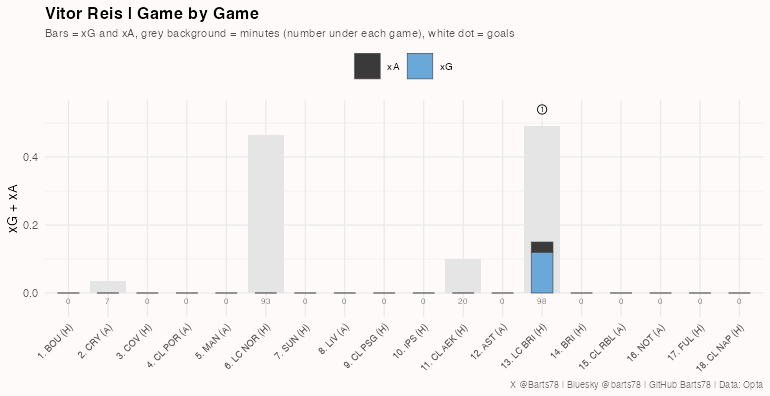 Vitor Reis | Game by Game
Bars = xG and xA, grey background = minutes (number under each game), white dot = goals
xA xG
1
xG + xA
0.4
0.2
0.0
0 7 0 0 0 93 0 0 0 0 20 0 98 0 0 0 0 0
1. BOU (H)
2. CRY (A)
3. COV (H)
4. CL POR (A)
5. MAN (A)
6. LC NOR (H)
7. SUN (H)
8. LIV (A)
9. CL PSG (H)
10. IPS (H)
11. CL AEK (H)
12. AST (A)
13. LC BRI (H)
14. BRI (H)
15. CL RBL (A)
16. NOT (A)
17. FUL (H)
18. CL NAP (H)
X @Barts78 | Bluesky @barts78 | GitHub Barts78 | Data: Opta